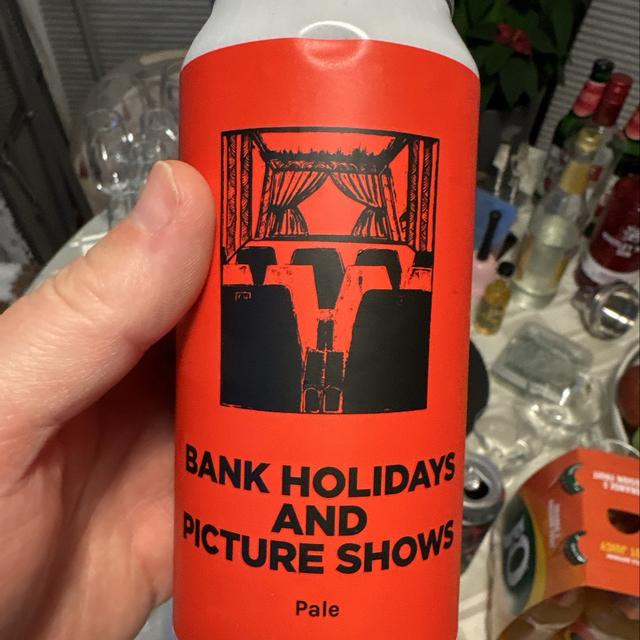 BANK HOLIDAYS
AND
PICTURE SHOWS
Pale